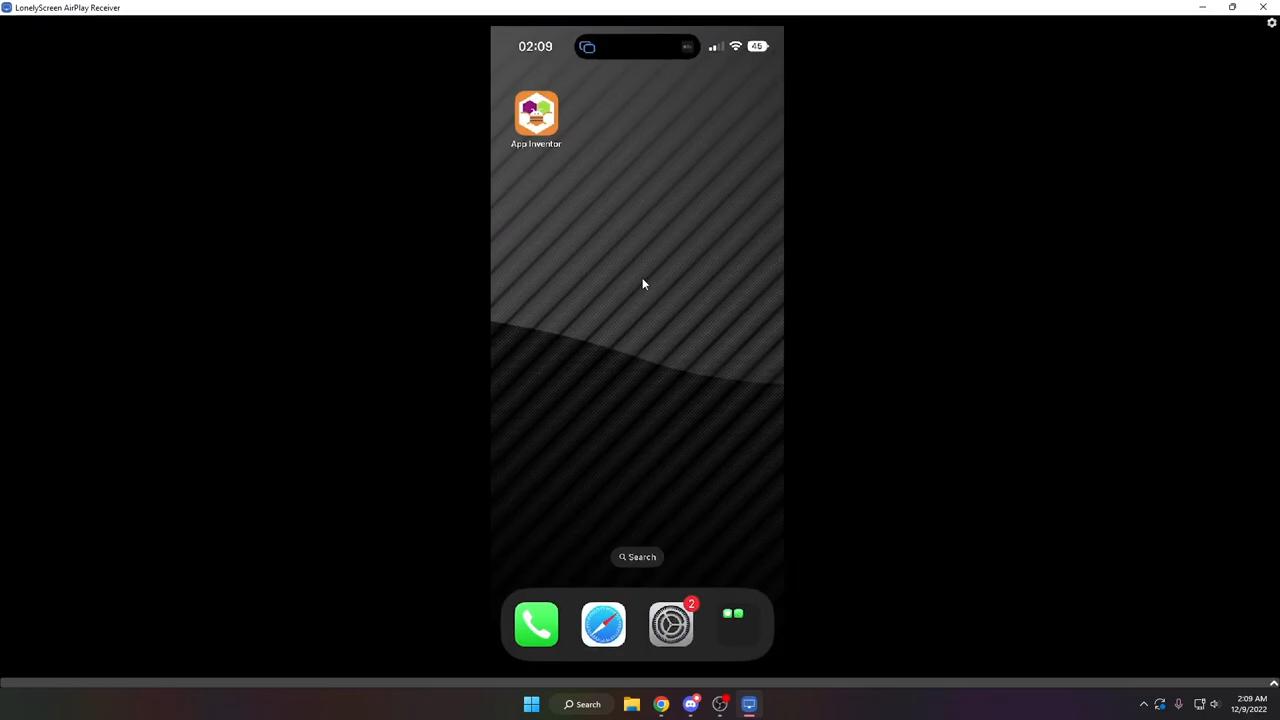 LonelyScreen AirPlay Receiver
02:09
45
App Inventor
Search
2
Search
2:09 AM
12/9/2022